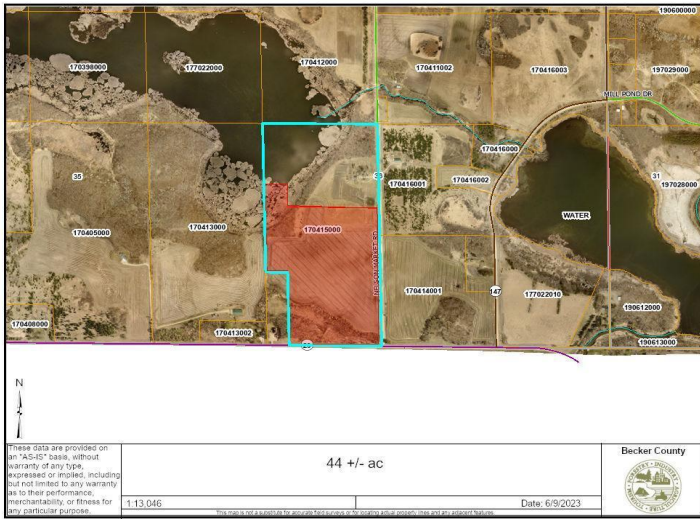 190600000
170398000
177022000
170412000
170411002
170416003
197029000
MILL POND DR
170416000
35
170416001
170416002
36
31
197028000
WATER
170405000
170413000
170415000
170414001
147
177022010
190612000
170408000
170413002
190613000
N
These data are provided on
an "AS-IS" basis, without
warranty of any type,
expressed or implied, including
but not limited to any warranty
as to their performance,
merchantability, or fitness for
any particular purpose.
44 +/- ac
Becker County
1:13,046
Date: 6/9/2023
This map is not a substitute for accurate field surveys or for locating actual property lines and any adjacent features.